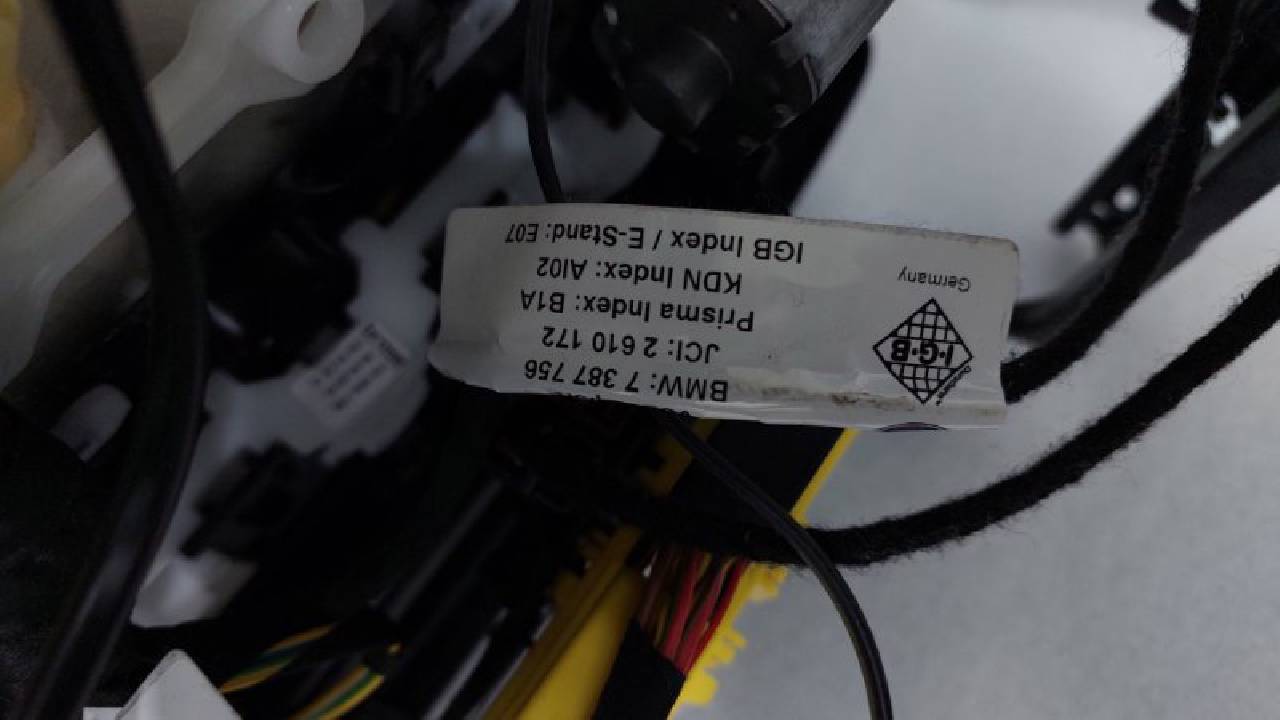 BMW: 7 387 756
JCI: 2 610 172
Prisma Index: B1A
KDN Index: AI02
IGB Index / E-Stand: E07
I·G·B
Germany